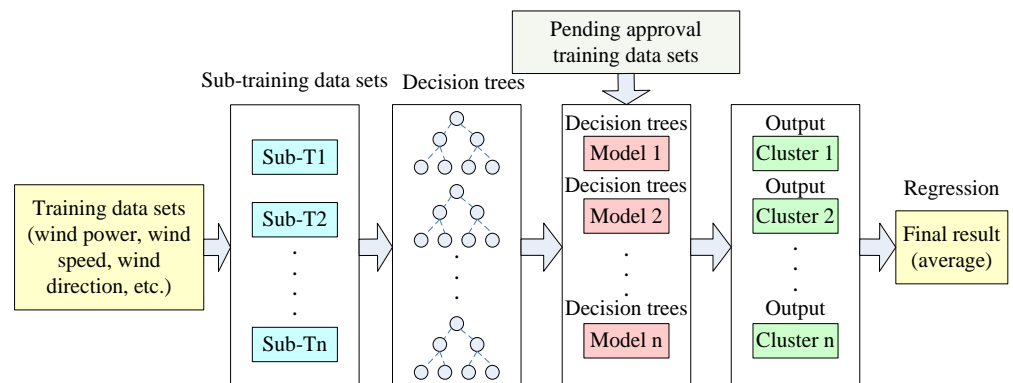 Pending approval
training data sets
Sub-training data sets
Decision trees
Training data sets
(wind power, wind
speed, wind
direction, etc.)
Sub-T1
Sub-T2
Sub-Tn
Decision trees
Model 1
Decision trees
Model 2
Decision trees
Model n
Output
Cluster 1
Output
Cluster 2
Output
Cluster n
Regression
Final result
(average)